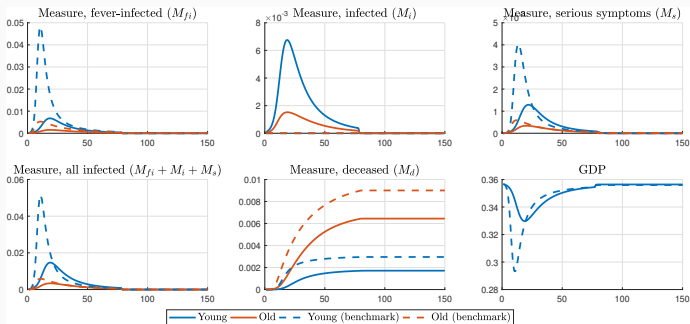 Measure, fever-infected (M_fi)
0.05
0.04
0.03
0.02
0.01
0
0 50 100 150
Measure, infected (M_i)
×10⁻³
8
6
4
2
0
0 50 100 150
Measure, serious symptoms (M_s)
5
4
3
2
1
0
0 50 100 150
Measure, all infected (M_fi + M_i + M_s)
0.06
0.04
0.02
0
0 50 100 150
Measure, deceased (M_d)
0.01
0.008
0.006
0.004
0.002
0
0 50 100 150
GDP
0.36
0.34
0.32
0.3
0.28
0 50 100 150
Young Old Young (benchmark) Old (benchmark)